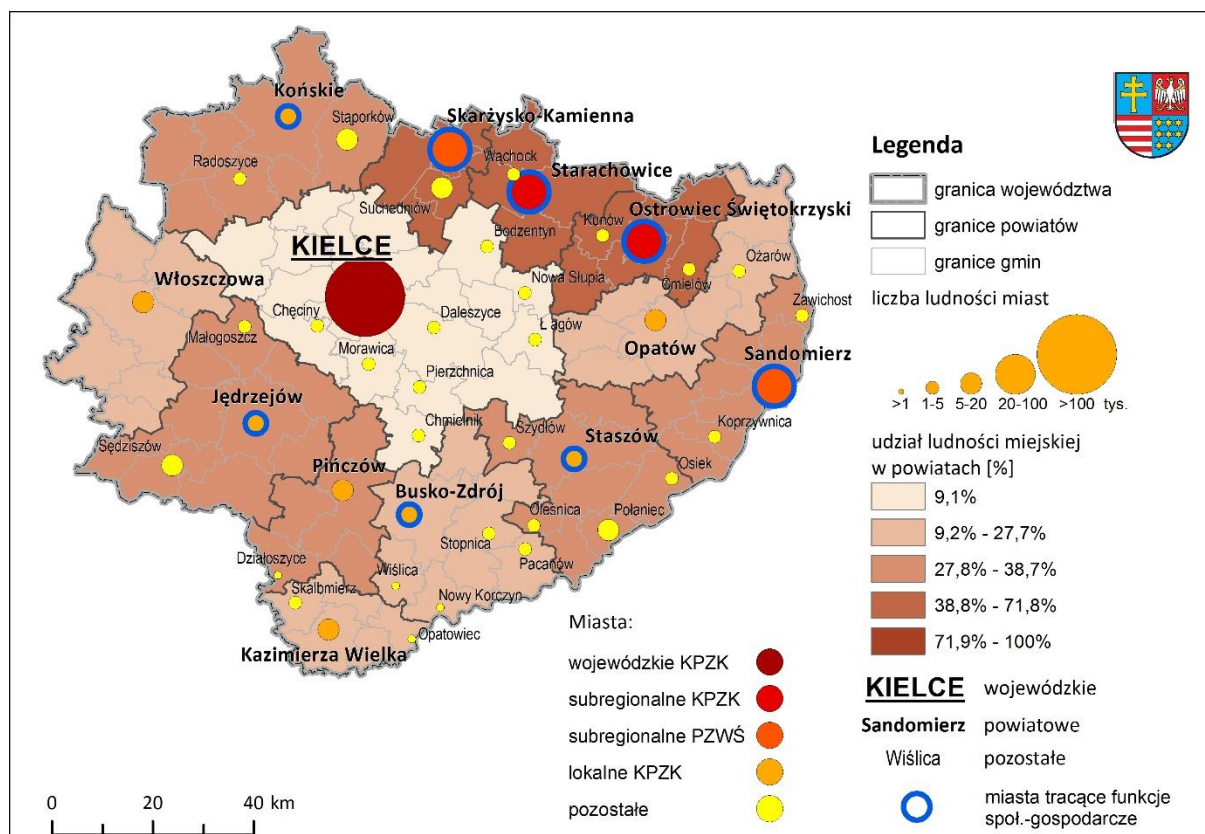 Końskie
Stąporków
Radoszyce
Skarżysko-Kamienna
Wąchock
Starachowice
Suchedniów
Ostrowiec Świętokrzyski
Kunów
Bodzentyn
KIELCE
Włoszczowa
Nowa Słupia
Ćmielów
Ożarów
Zawichost
Chęciny
Daleszyce
Łagów
Małogoszcz
Morawica
Opatów
Sandomierz
Pierzchnica
Jędrzejów
Chmielnik
Szydłów
Staszów
Koprzywnica
Sędziszów
Pińczów
Osiek
Busko-Zdrój
Oleśnica
Połaniec
Stopnica
Pacanów
Działoszyce
Wiślica
Skalbmierz
Nowy Korczyn
Opatowiec
Kazimierza Wielka
0 20 40 km
Miasta:
wojewódzkie KPZK
subregionalne KPZK
subregionalne PZWŚ
lokalne KPZK
pozostałe
Legenda
granica województwa
granice powiatów
granice gmin
liczba ludności miast
>1 1-5 5-20 20-100 >100 tys.
udział ludności miejskiej
w powiatach [%]
9,1%
9,2% - 27,7%
27,8% - 38,7%
38,8% - 71,8%
71,9% - 100%
KIELCE wojewódzkie
Sandomierz powiatowe
Wiślica pozostałe
miasta tracące funkcje
społ.-gospodarcze